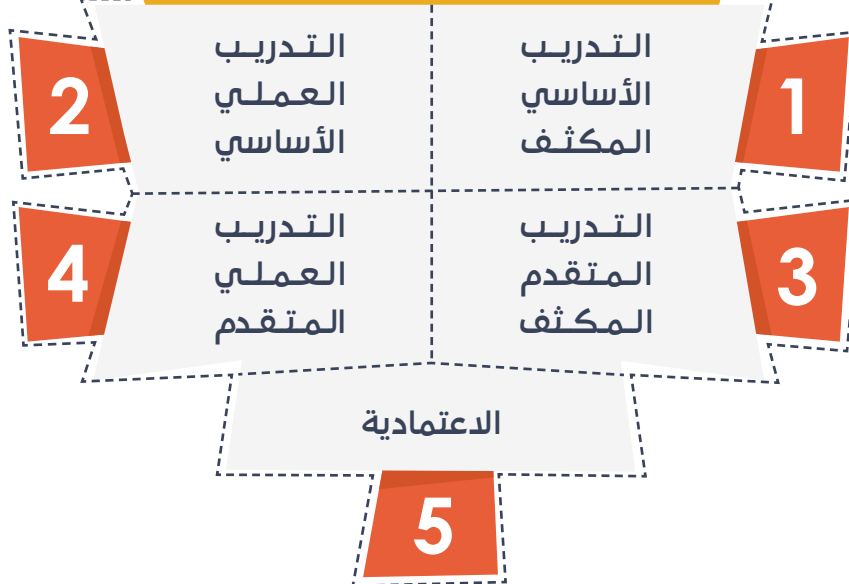 1
التدريب
الأساسي
المكثف
2
التدريب
العملي
الأساسي
3
التدريب
المتقدم
المكثف
4
التدريب
العملي
المتقدم
الاعتمادية
5